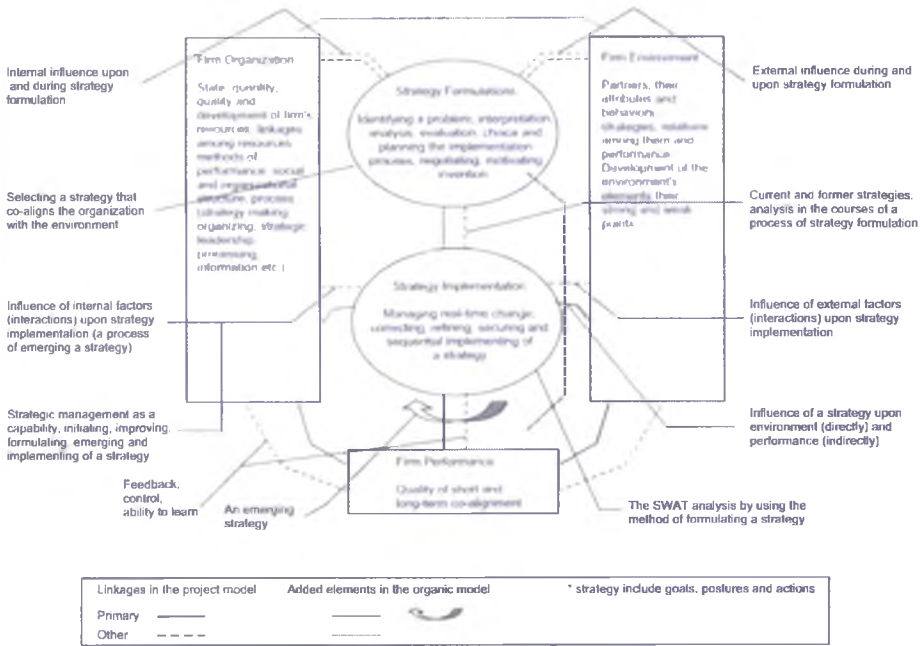 Internal influence upon
and during strategy
formulation
Selecting a strategy that
co-aligns the organization
with the environment
Influence of internal factors
(interactions) upon strategy
implementation (a process
of emerging a strategy)
Strategic management as a
capability, initiating, improving,
formulating, emerging and
implementing of a strategy
Feedback,
control,
ability to learn
An emerging
strategy
Firm Organization
State, quantity,
quality and
development of firm's
resources, linkages
among resources,
methods of
performance, social
and organizational
structure, process
(strategy making,
organizing, strategic
leadership,
processing
information etc.)
Strategy Formulations
Identifying a problem, interpretation
analysis, evaluation, choice and
planning the implementation
process, negotiating, motivating
invention
Strategy Implementation
Managing real-time change,
correcting, refining, securing and
sequential implementing of
a strategy
Firm Performance
Quality of short and
long-term co-alignment
Firm Environment
Partners, their
attributes and
behaviors
strategies, relations
among them and
performance.
Development of the
environment's
elements their
strong and weak
points
External influence during and
upon strategy formulation
Current and former strategies,
analysis in the courses of a
process of strategy formulation
Influence of external factors
(interactions) upon strategy
implementation
Influence of a strategy upon
environment (directly) and
performance (indirectly)
The SWAT analysis by using the
method of formulating a strategy
Linkages in the project model
Added elements in the organic model
* strategy include goals, postures and actions
Primary
Other